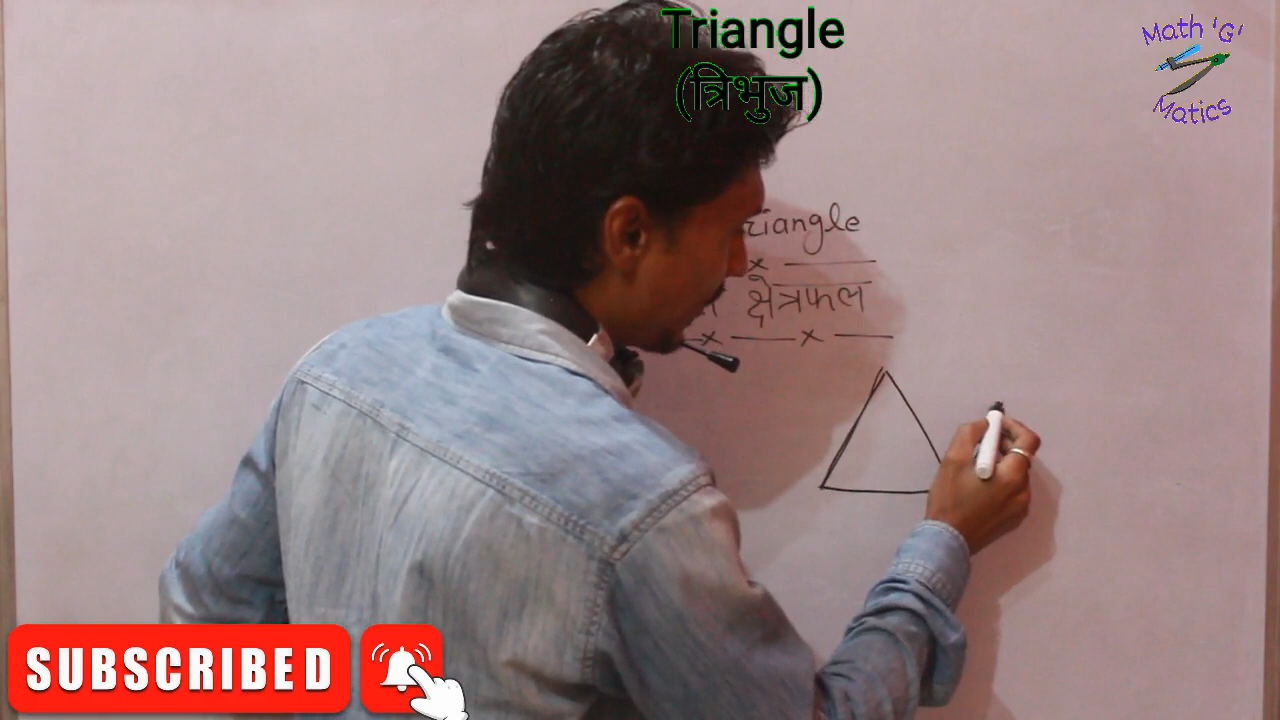 Triangle
(त्रिभुज)
Math 'G'
Matics
riangle
क्षेत्रफल
SUBSCRIBED